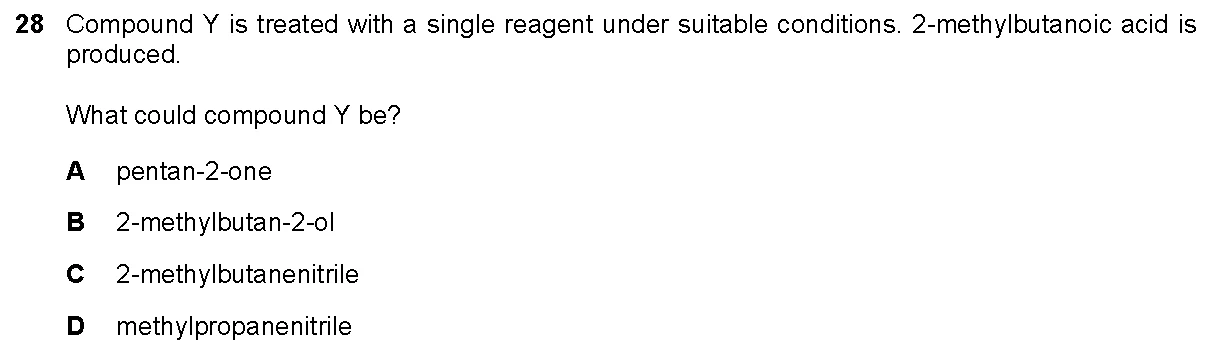 28 Compound Y is treated with a single reagent under suitable conditions. 2-methylbutanoic acid is
produced.
What could compound Y be?
A pentan-2-one
B 2-methylbutan-2-ol
C 2-methylbutanenitrile
D methylpropanenitrile